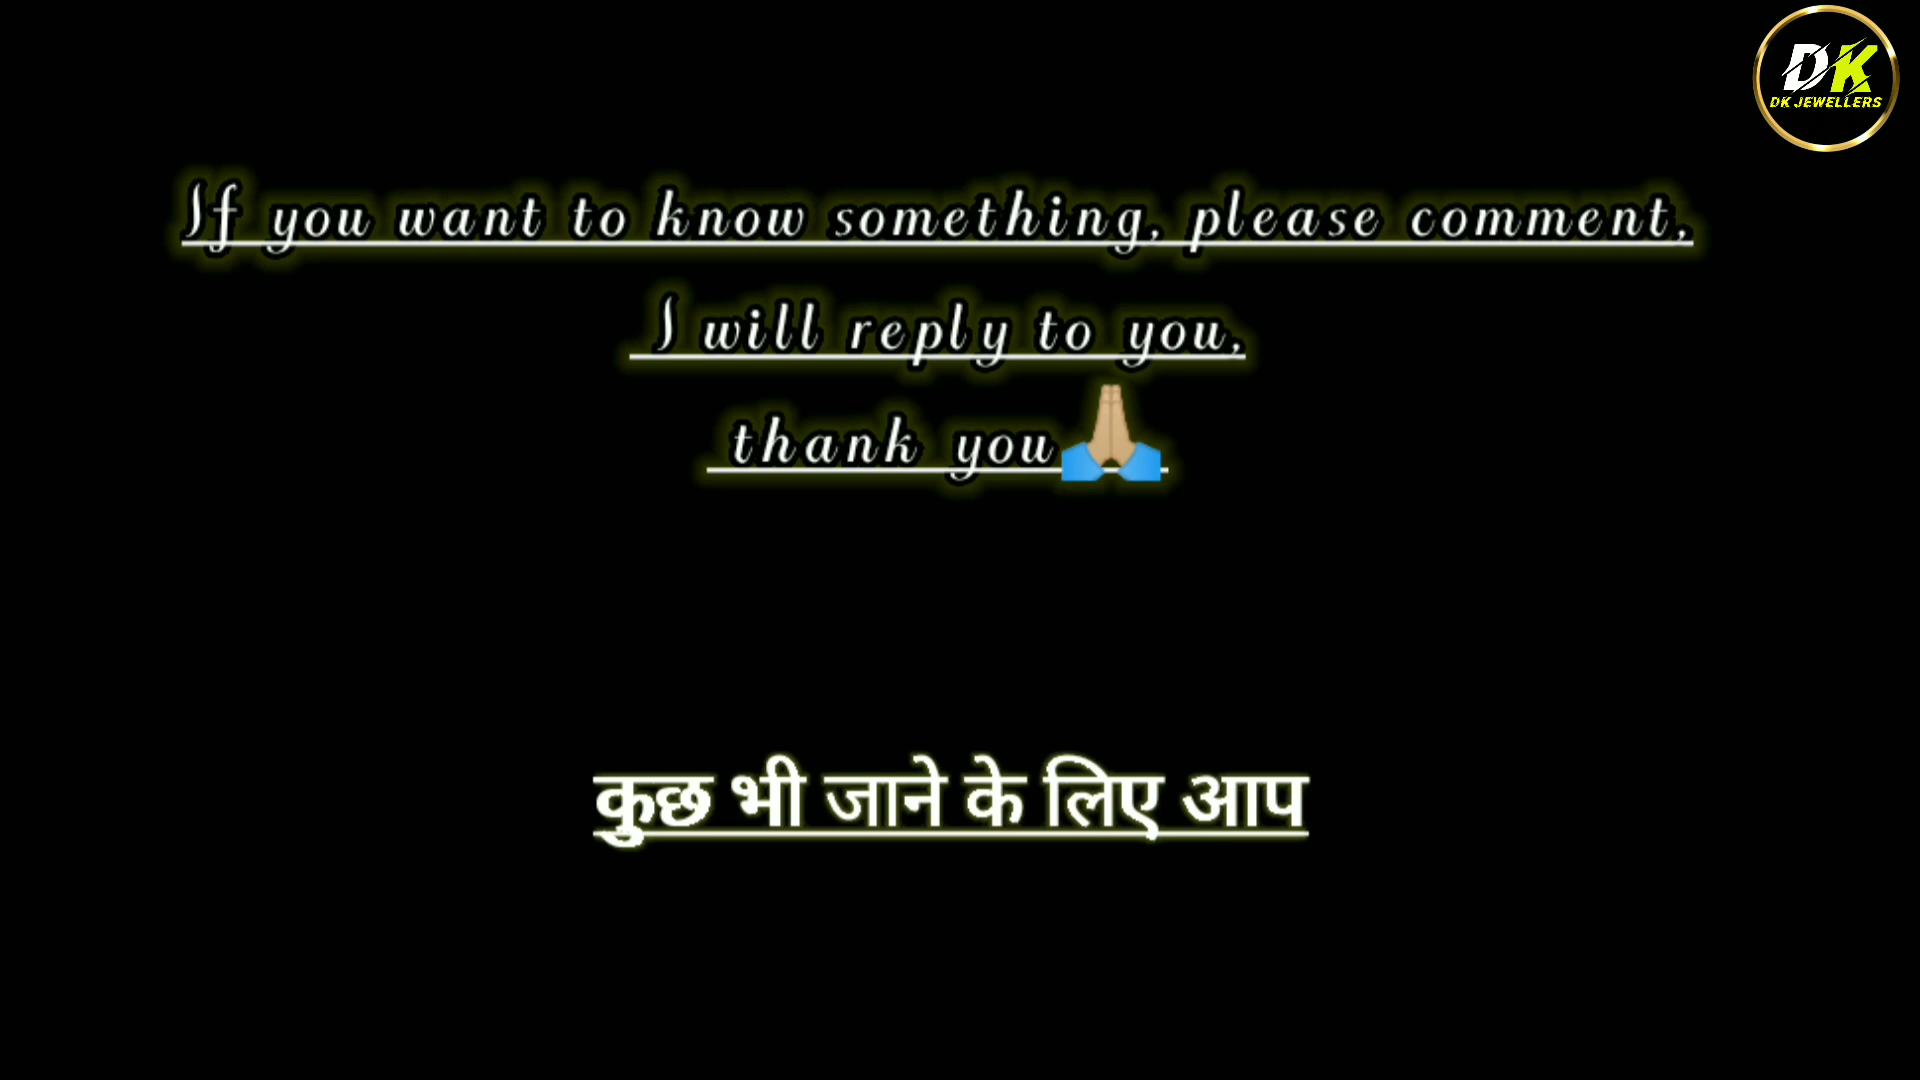 DK
DK JEWELLERS
If you want to know something, please comment,
I will reply to you,
thank you🙏🏼
कुछ भी जाने के लिए आप